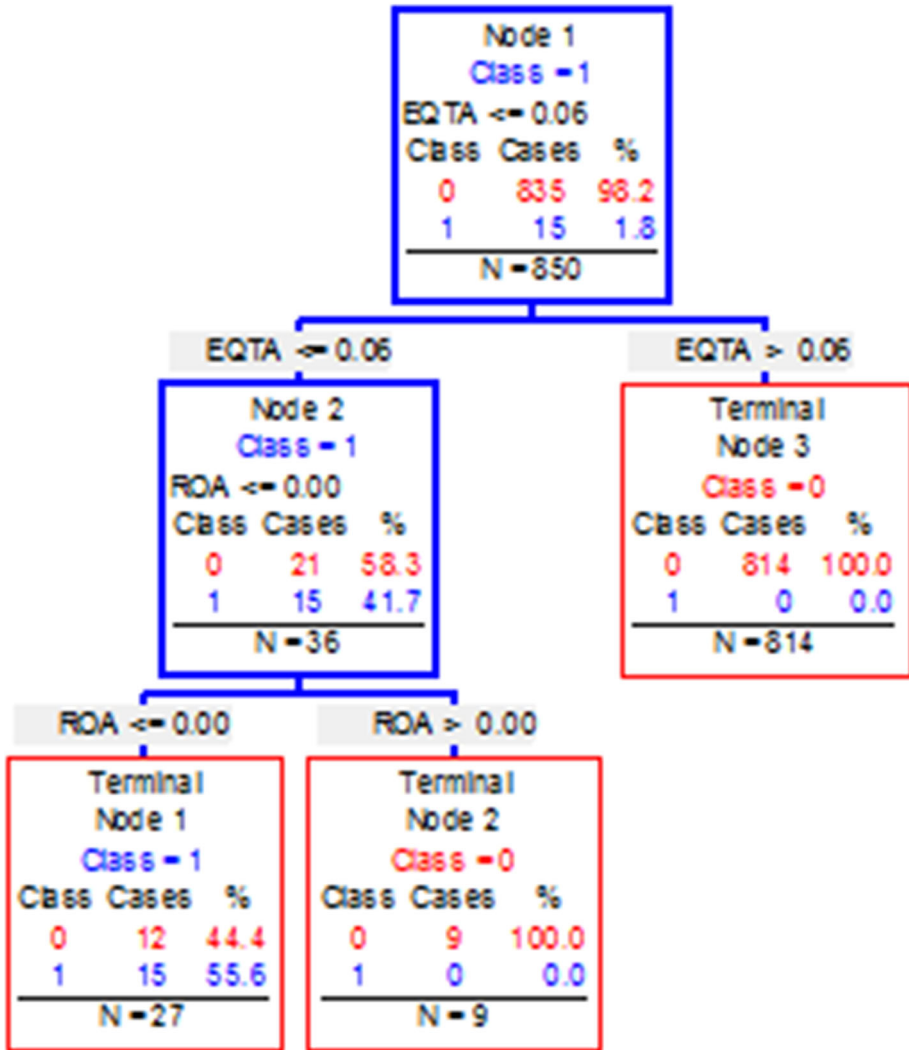 Node 1
Class = 1
EQTA <= 0.06
Class Cases %
0 835 98.2
1 15 1.8
N = 850
EQTA <= 0.06
EQTA > 0.06
Node 2
Class = 1
ROA <= 0.00
Class Cases %
0 21 58.3
1 15 41.7
N = 36
Terminal
Node 3
Class = 0
Class Cases %
0 814 100.0
1 0 0.0
N = 814
ROA <= 0.00
ROA > 0.00
Terminal
Node 1
Class = 1
Class Cases %
0 12 44.4
1 15 55.6
N = 27
Terminal
Node 2
Class = 0
Class Cases %
0 9 100.0
1 0 0.0
N = 9